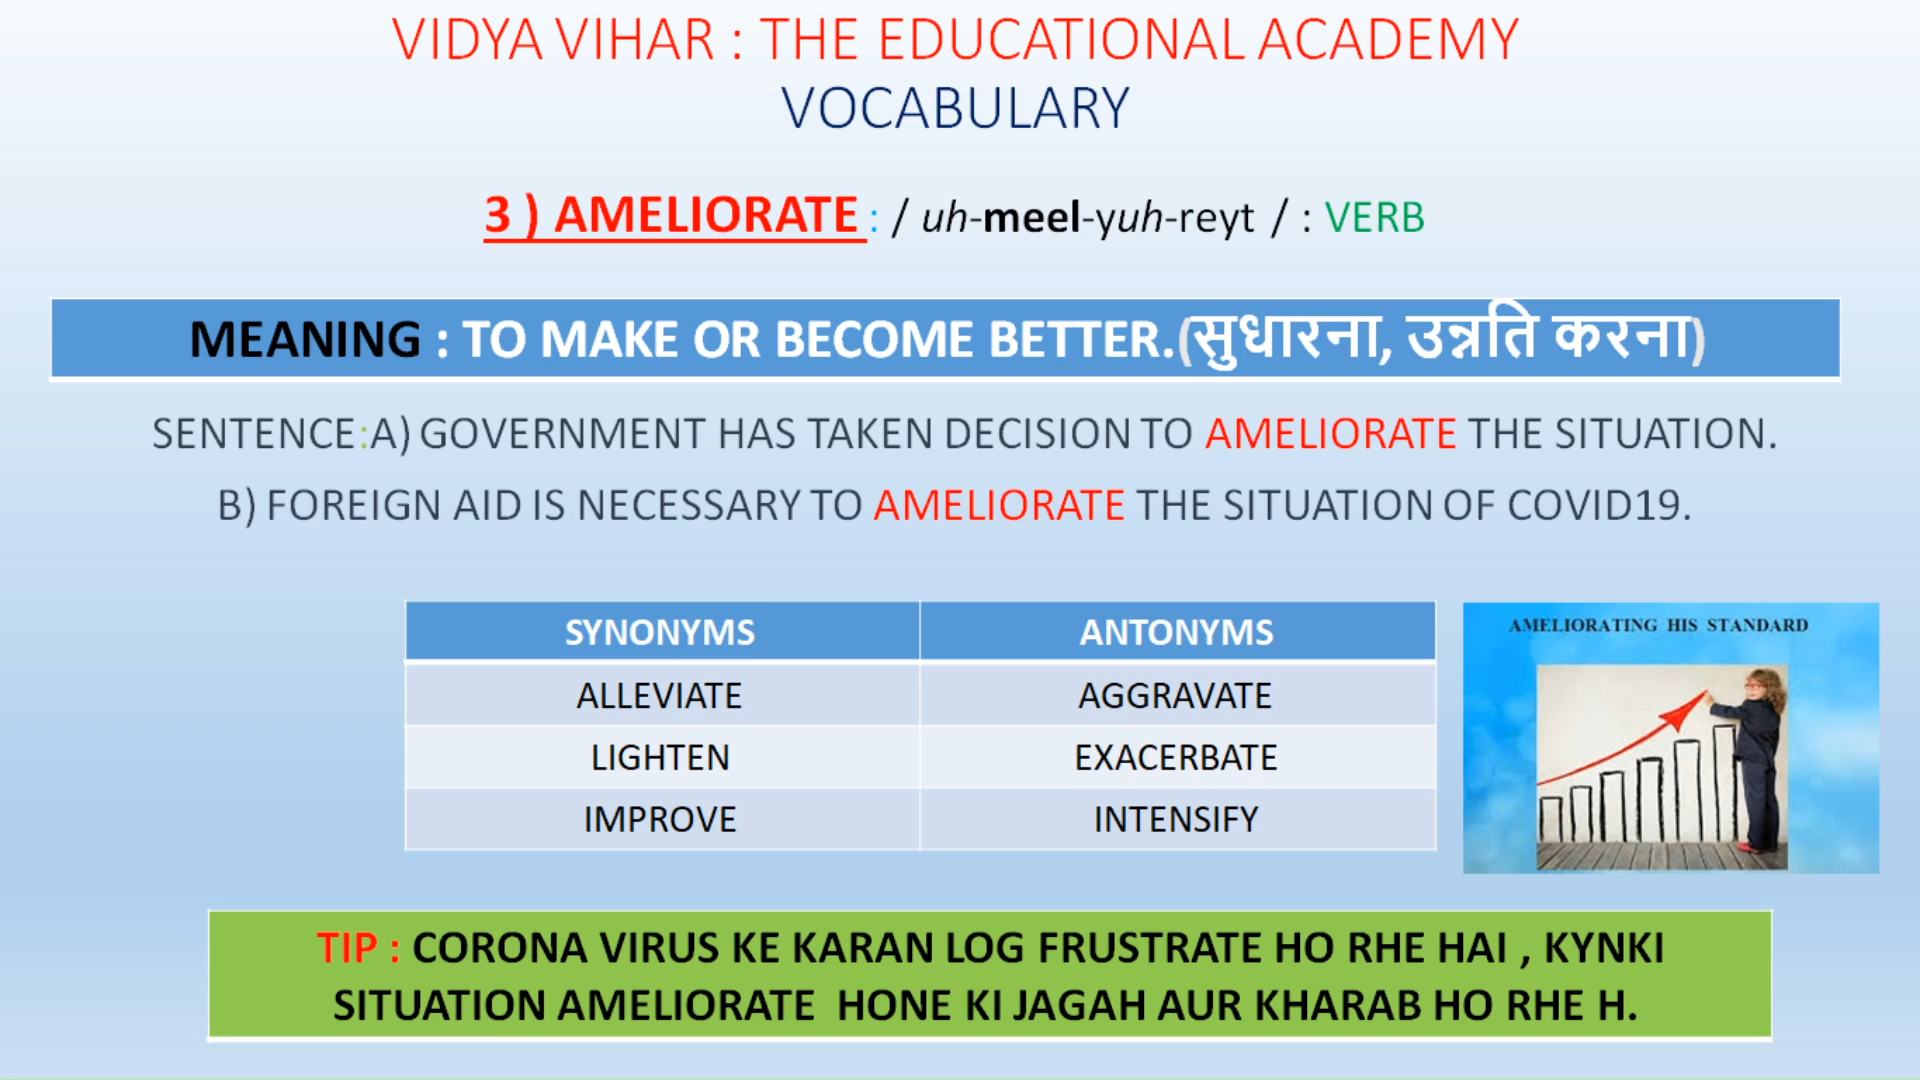 VIDYA VIHAR : THE EDUCATIONAL ACADEMY
VOCABULARY
3 ) AMELIORATE : / uh-meel-yuh-reyt / : VERB
MEANING : TO MAKE OR BECOME BETTER.(सुधारना, उन्नति करना)
SENTENCE:A) GOVERNMENT HAS TAKEN DECISION TO AMELIORATE THE SITUATION.
B) FOREIGN AID IS NECESSARY TO AMELIORATE THE SITUATION OF COVID19.
SYNONYMS ANTONYMS
ALLEVIATE AGGRAVATE
LIGHTEN EXACERBATE
IMPROVE INTENSIFY
AMELIORATING HIS STANDARD
TIP : CORONA VIRUS KE KARAN LOG FRUSTRATE HO RHE HAI , KYNKI
SITUATION AMELIORATE HONE KI JAGAH AUR KHARAB HO RHE H.